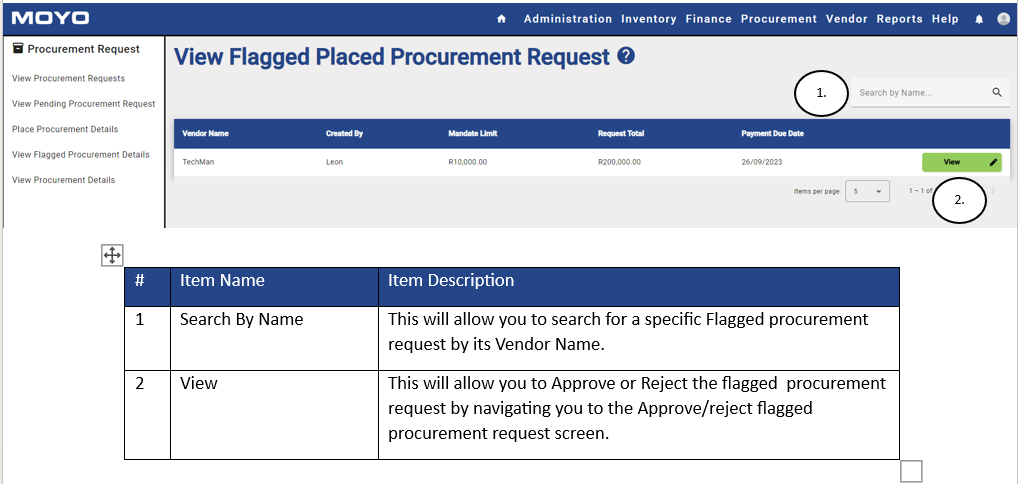 MOYO
Administration Inventory Finance Procurement Vendor Reports Help
Procurement Request
View Procurement Requests
View Pending Procurement Request
Place Procurement Details
View Flagged Procurement Details
View Procurement Details
View Flagged Placed Procurement Request ?
1.
Search by Name...
Vendor Name Created By Mandate Limit Request Total Payment Due Date
TechMan Leon R10,000.00 R200,000.00 26/09/2023 View
Items per page: 5 1 – 1 of
2.
# Item Name Item Description
1 Search By Name This will allow you to search for a specific Flagged procurement
request by its Vendor Name.
2 View This will allow you to Approve or Reject the flagged  procurement
request by navigating you to the Approve/reject flagged
procurement request screen.